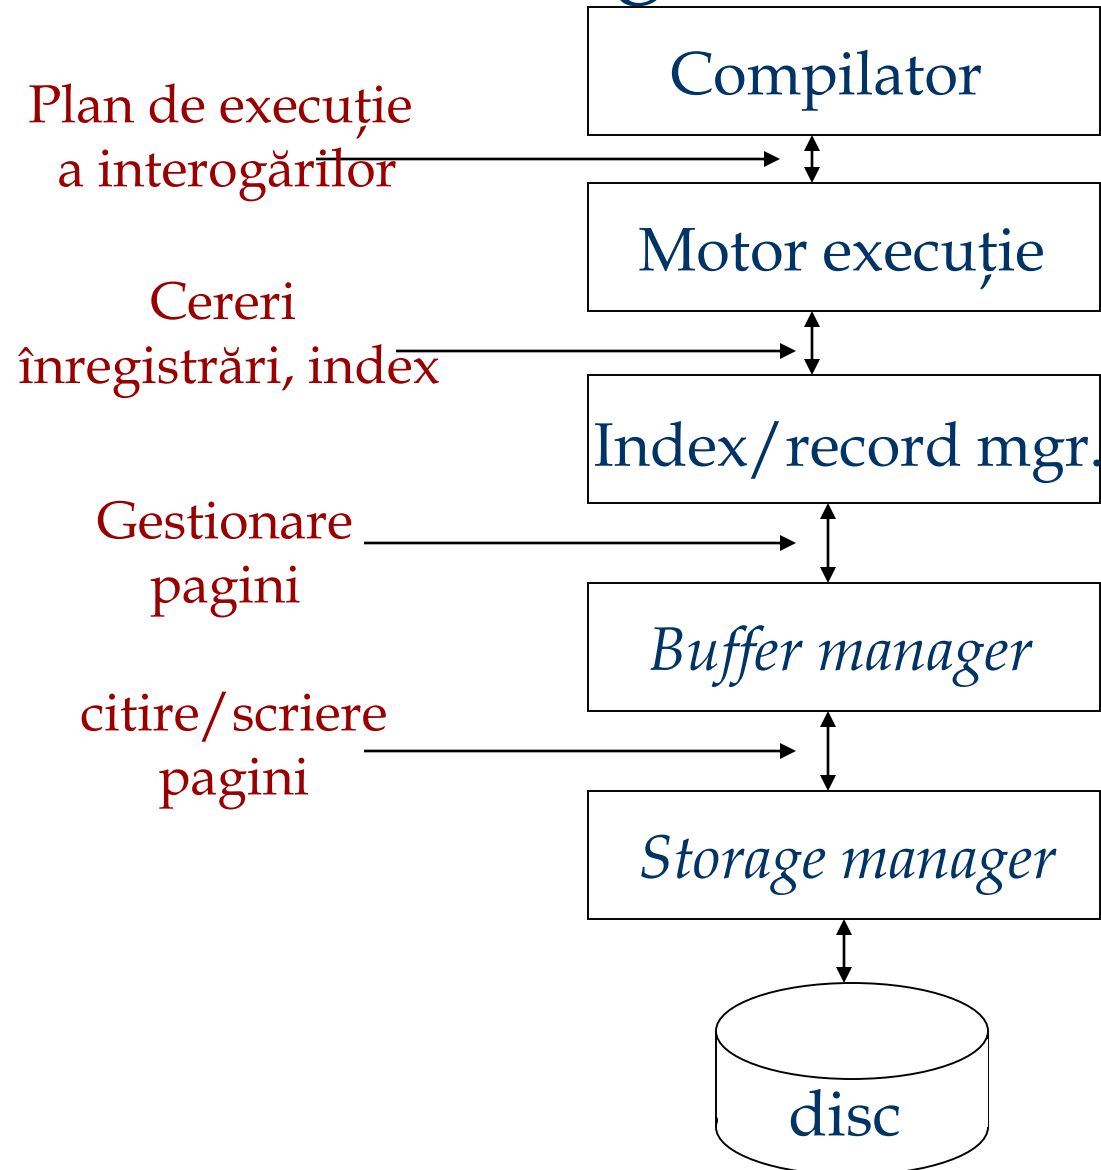 Compilator
Plan de execuție
a interogărilor
Motor execuție
Cereri
înregistrări, index
Index/record mgr.
Gestionare
pagini
Buffer manager
citire/scriere
pagini
Storage manager
disc